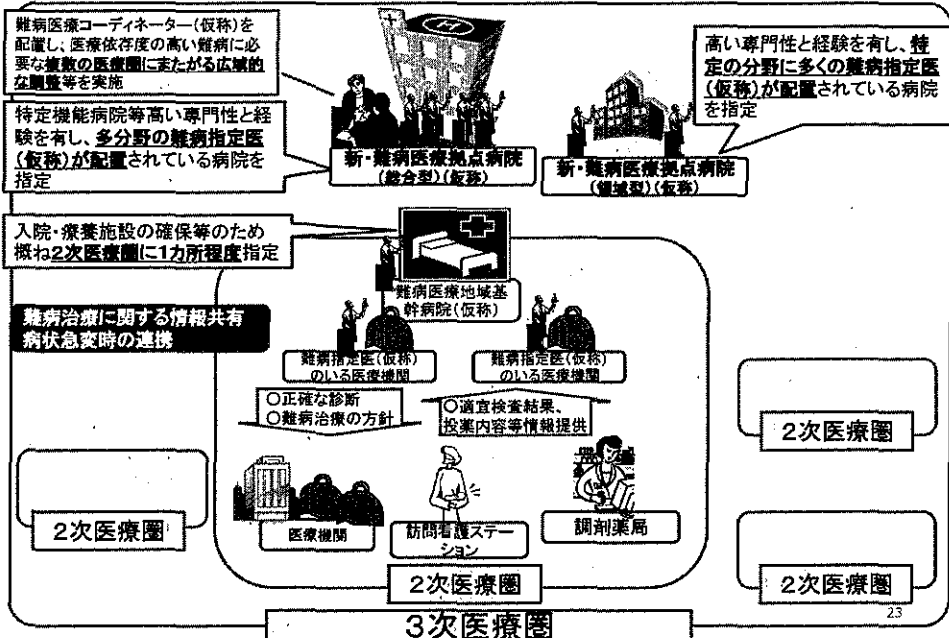 難病医療コーディネーター(仮称)を
配置し、医療依存度の高い難病に必
要な複数の医療圏にまたがる広域的
な調整等を実施
特定機能病院等高い専門性と経
験を有し、多分野の難病指定医
(仮称)が配置されている病院を
指定
高い専門性と経験を有し、特
定の分野に多くの難病指定医
(仮称)が配置されている病院
を指定
H
新・難病医療拠点病院
(総合型)(仮称)
新・難病医療拠点病院
(領域型)(仮称)
入院・療養施設の確保等のため
概ね2次医療圏に1カ所程度指定
難病医療地域基
幹病院(仮称)
難病治療に関する情報共有
病状急変時の連携
難病指定医(仮称)
のいる医療機関
難病指定医(仮称)
のいる医療機関
○正確な診断
○難病治療の方針
○適宜検査結果、
投薬内容等情報提供
医療機関
訪問看護ステー
ション
調剤薬局
2次医療圏
2次医療圏
2次医療圏
2次医療圏
3次医療圏
23